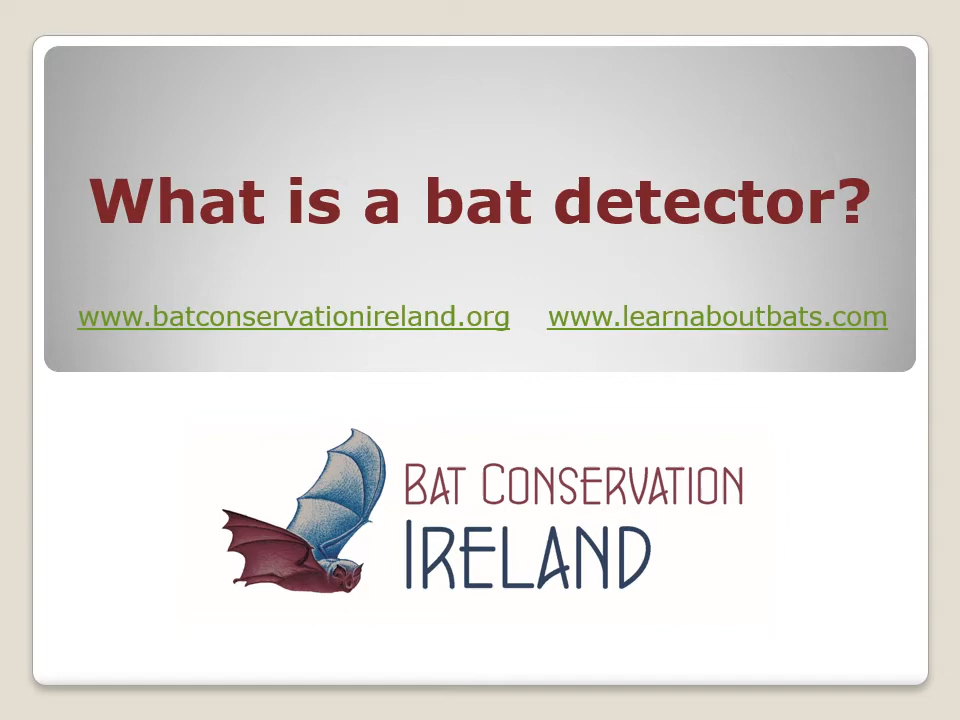 What is a bat detector?
www.batconservationireland.org www.learnaboutbats.com
BAT CONSERVATION
IRELAND